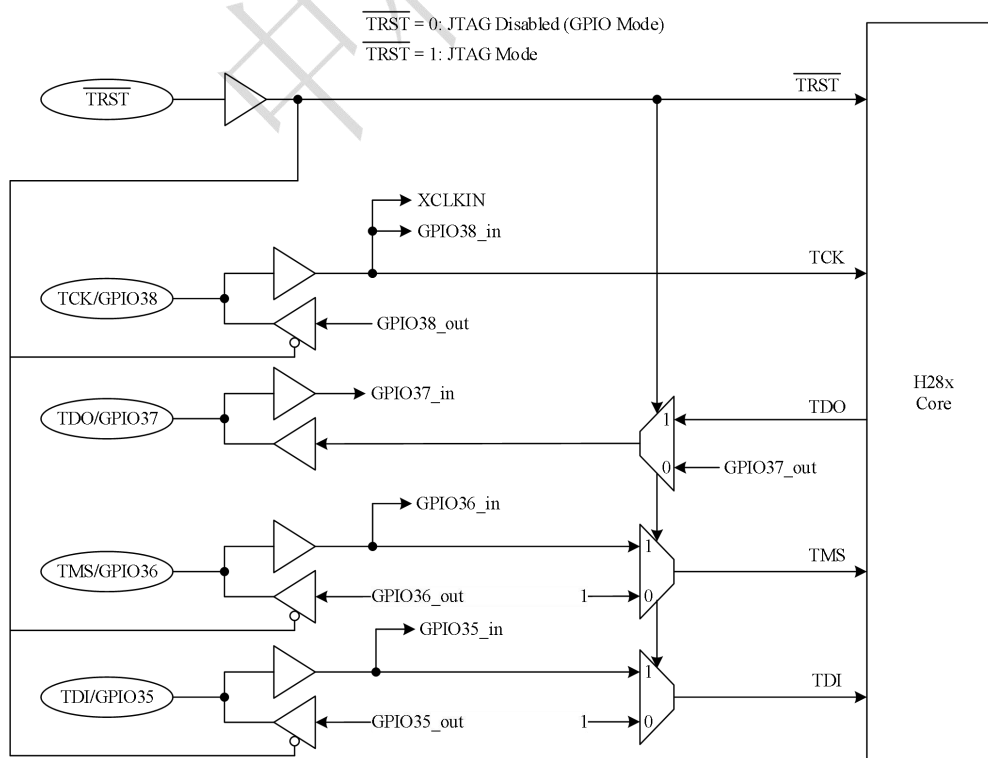 TRST = 0: JTAG Disabled (GPIO Mode)
TRST = 1: JTAG Mode
TRST
TRST
XCLKIN
GPIO38_in
TCK
TCK/GPIO38
GPIO38_out
GPIO37_in
H28x
Core
TDO/GPIO37
TDO
1
0
GPIO37_out
GPIO36_in
TMS/GPIO36
1
TMS
GPIO36_out
1
0
GPIO35_in
TDI/GPIO35
1
TDI
GPIO35_out
1
0